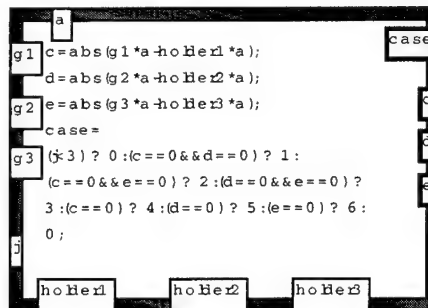 a
case
g1 c=abs(g1*a-holder1*a);
d=abs(g2*a-holder2*a);
g2 e=abs(g3*a-holder3*a);
case=
g3 (j<3) ? 0:(c==0&&d==0) ? 1:
(c==0&&e==0) ? 2:(d==0&&e==0) ?
3:(c==0) ? 4:(d==0) ? 5:(e==0) ? 6:
j 0;
holder1 holder2 holder3